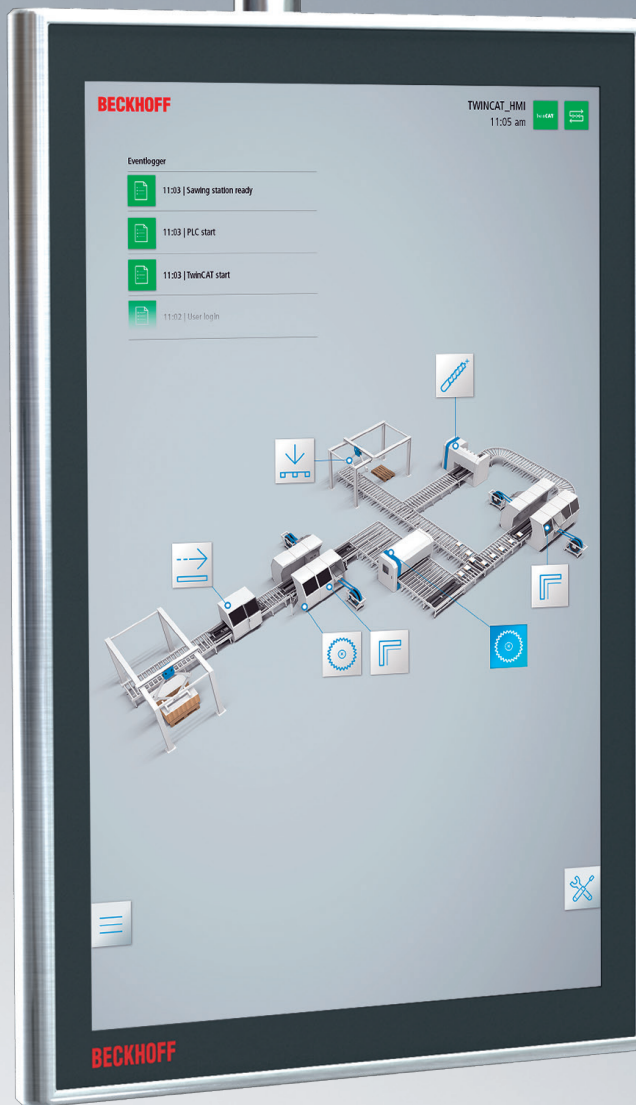 BECKHOFF
TWINCAT_HMI
11:05 am
TwinCAT
Eventlogger
11:03 | Sawing station ready
11:03 | PLC start
11:03 | TwinCAT start
11:02 | User login
BECKHOFF